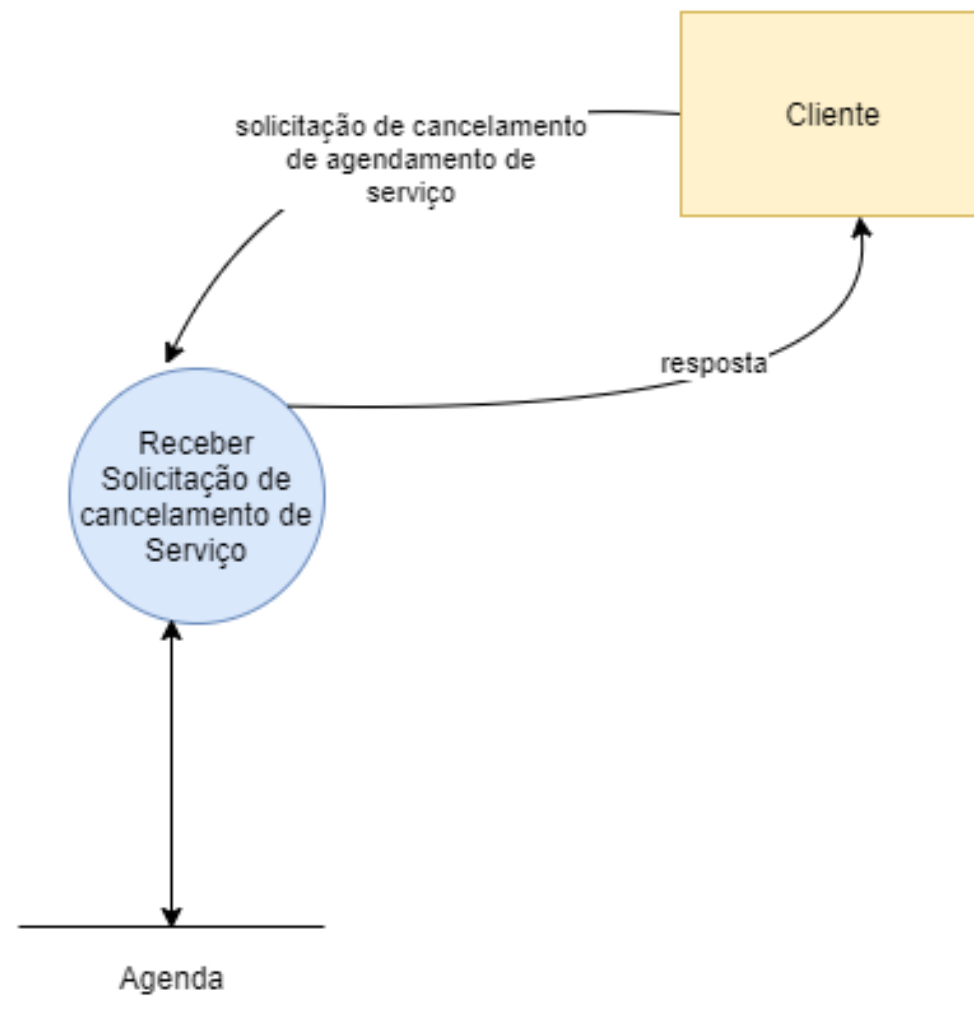 Cliente
solicitação de cancelamento
de agendamento de
serviço
resposta
Receber
Solicitação de
cancelamento de
Serviço
Agenda